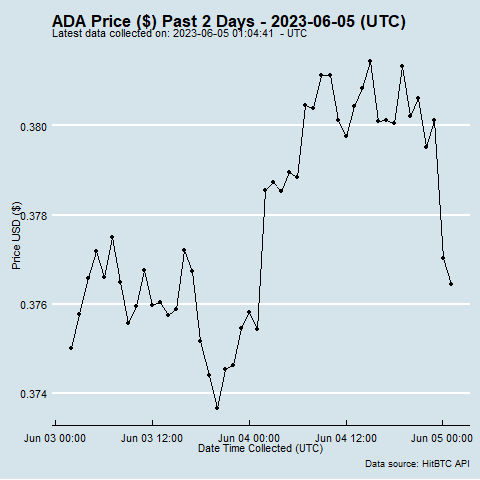 ADA Price ($) Past 2 Days - 2023-06-05 (UTC)
Latest data collected on: 2023-06-05 01:04:41 - UTC
Price USD ($)
0.380
0.378
0.376
0.374
Jun 03 00:00 Jun 03 12:00 Jun 04 00:00 Jun 04 12:00 Jun 05 00:00
Date Time Collected (UTC)
Data source: HitBTC API